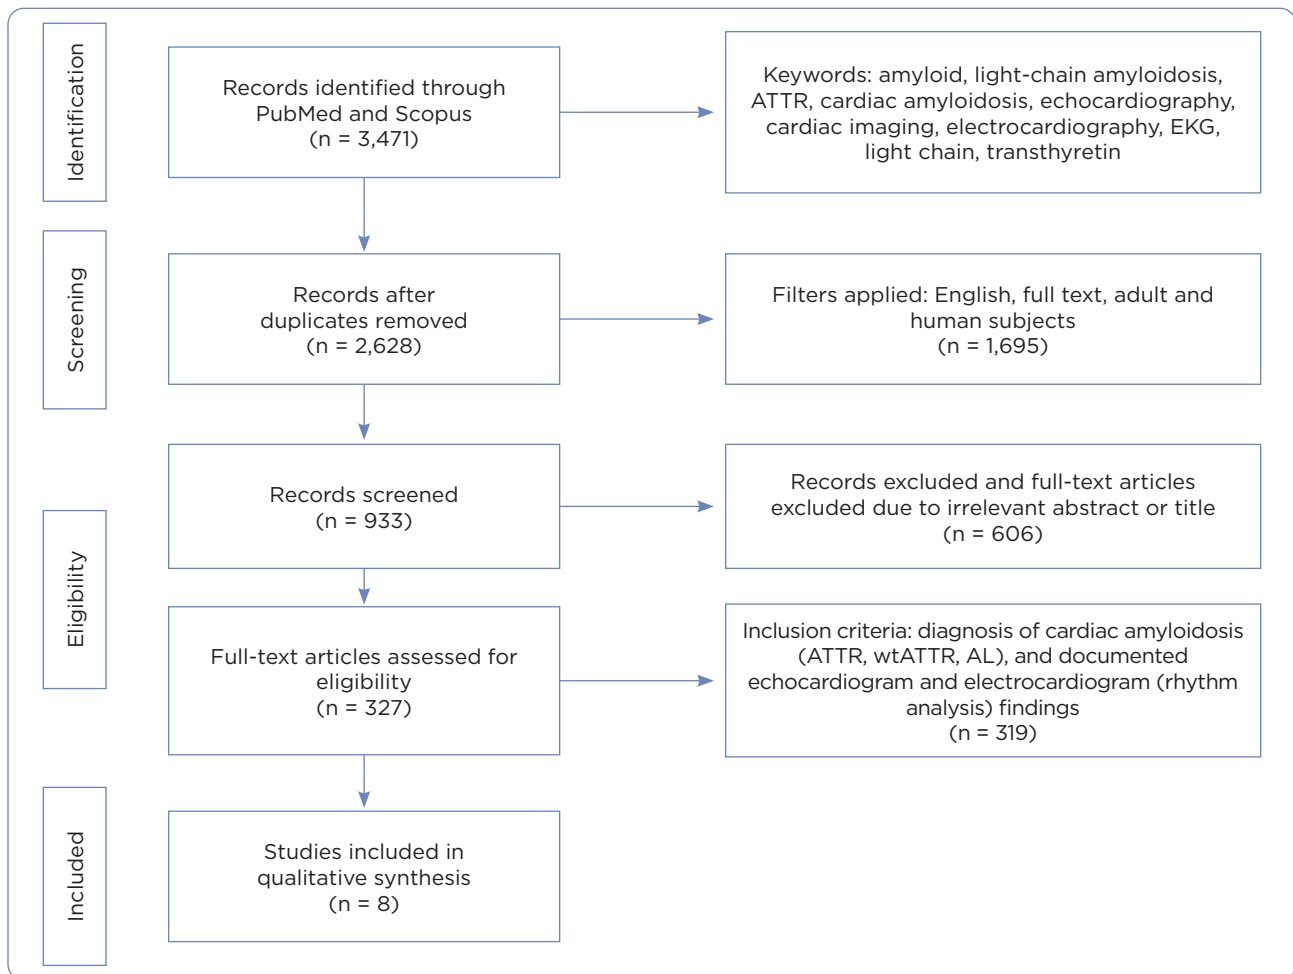 Identification
Records identified through
PubMed and Scopus
(n = 3,471)
Keywords: amyloid, light-chain amyloidosis,
ATTR, cardiac amyloidosis, echocardiography,
cardiac imaging, electrocardiography, EKG,
light chain, transthyretin
Screening
Records after
duplicates removed
(n = 2,628)
Filters applied: English, full text, adult and
human subjects
(n = 1,695)
Eligibility
Records screened
(n = 933)
Records excluded and full-text articles
excluded due to irrelevant abstract or title
(n = 606)
Full-text articles assessed for
eligibility
(n = 327)
Inclusion criteria: diagnosis of cardiac amyloidosis
(ATTR, wtATTR, AL), and documented
echocardiogram and electrocardiogram (rhythm
analysis) findings
(n = 319)
Included
Studies included in
qualitative synthesis
(n = 8)